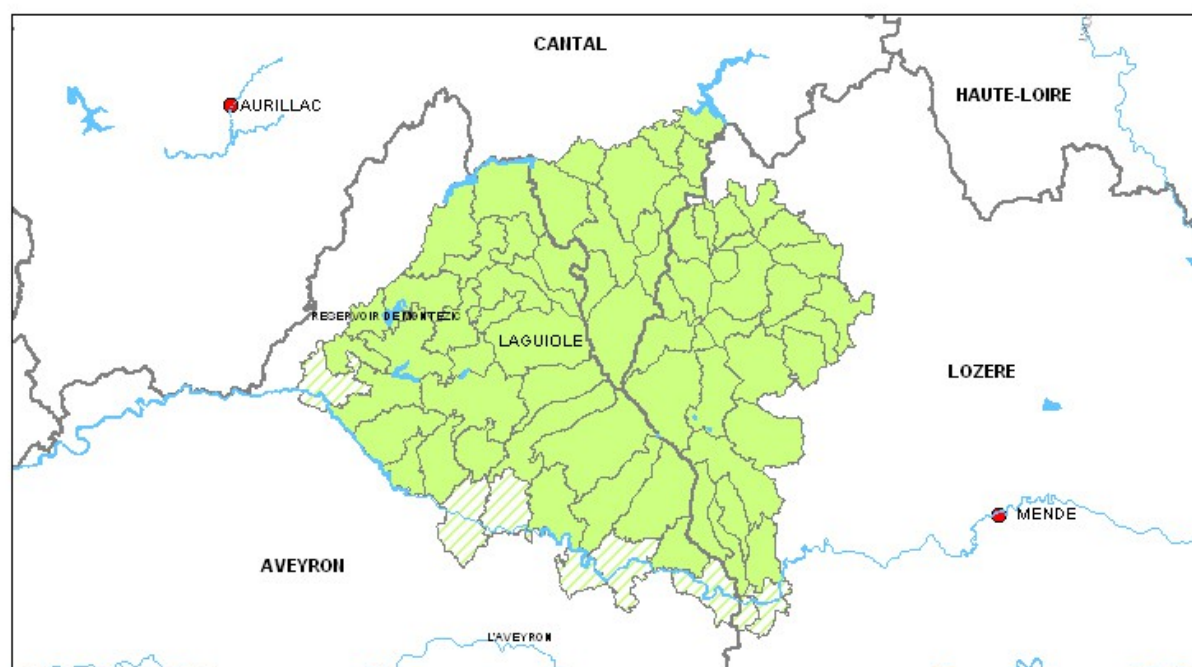 CANTAL
HAUTE-LOIRE
AURILLAC
RESERVOIR DE MONTEZIC
LAGUIOLE
LOZERE
MENDE
AVEYRON
L'AVEYRON